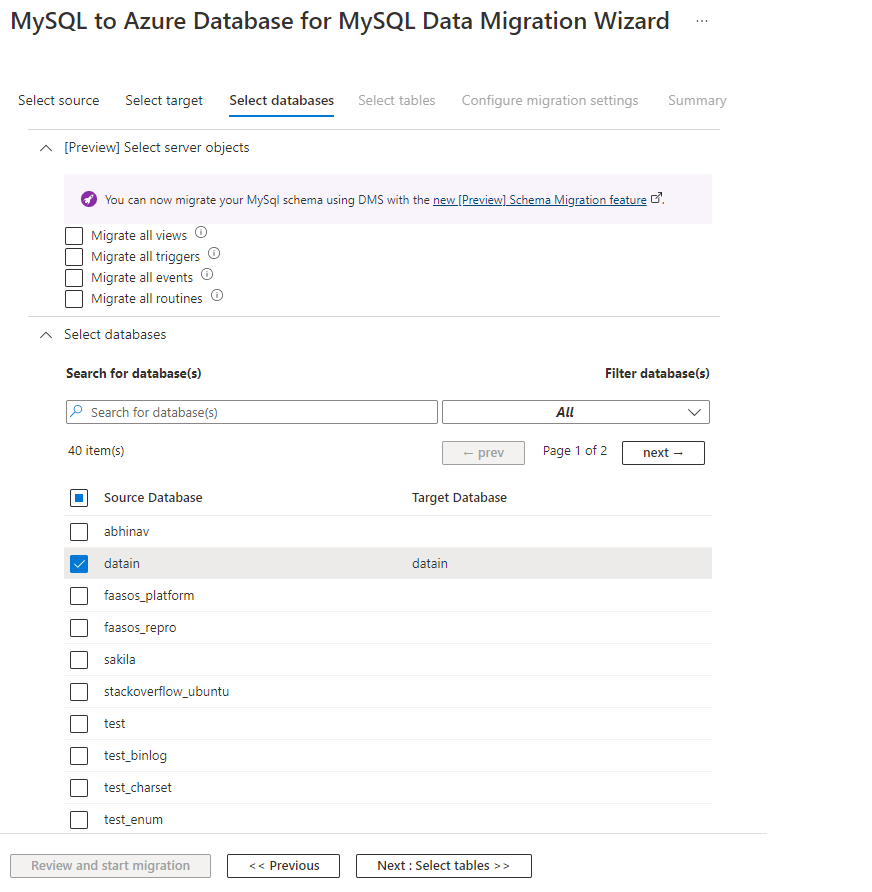 MySQL to Azure Database for MySQL Data Migration Wizard ...
Select source Select target Select databases Select tables Configure migration settings Summary
[Preview] Select server objects
You can now migrate your MySql schema using DMS with the new [Preview] Schema Migration feature.
Migrate all views
Migrate all triggers
Migrate all events
Migrate all routines
Select databases
Search for database(s) Filter database(s)
Search for database(s) All
40 item(s) ← prev Page 1 of 2 next →
Source Database Target Database
abhinav
datain datain
faasos_platform
faasos_repro
sakila
stackoverflow_ubuntu
test
test_binlog
test_charset
test_enum
Review and start migration << Previous Next : Select tables >>